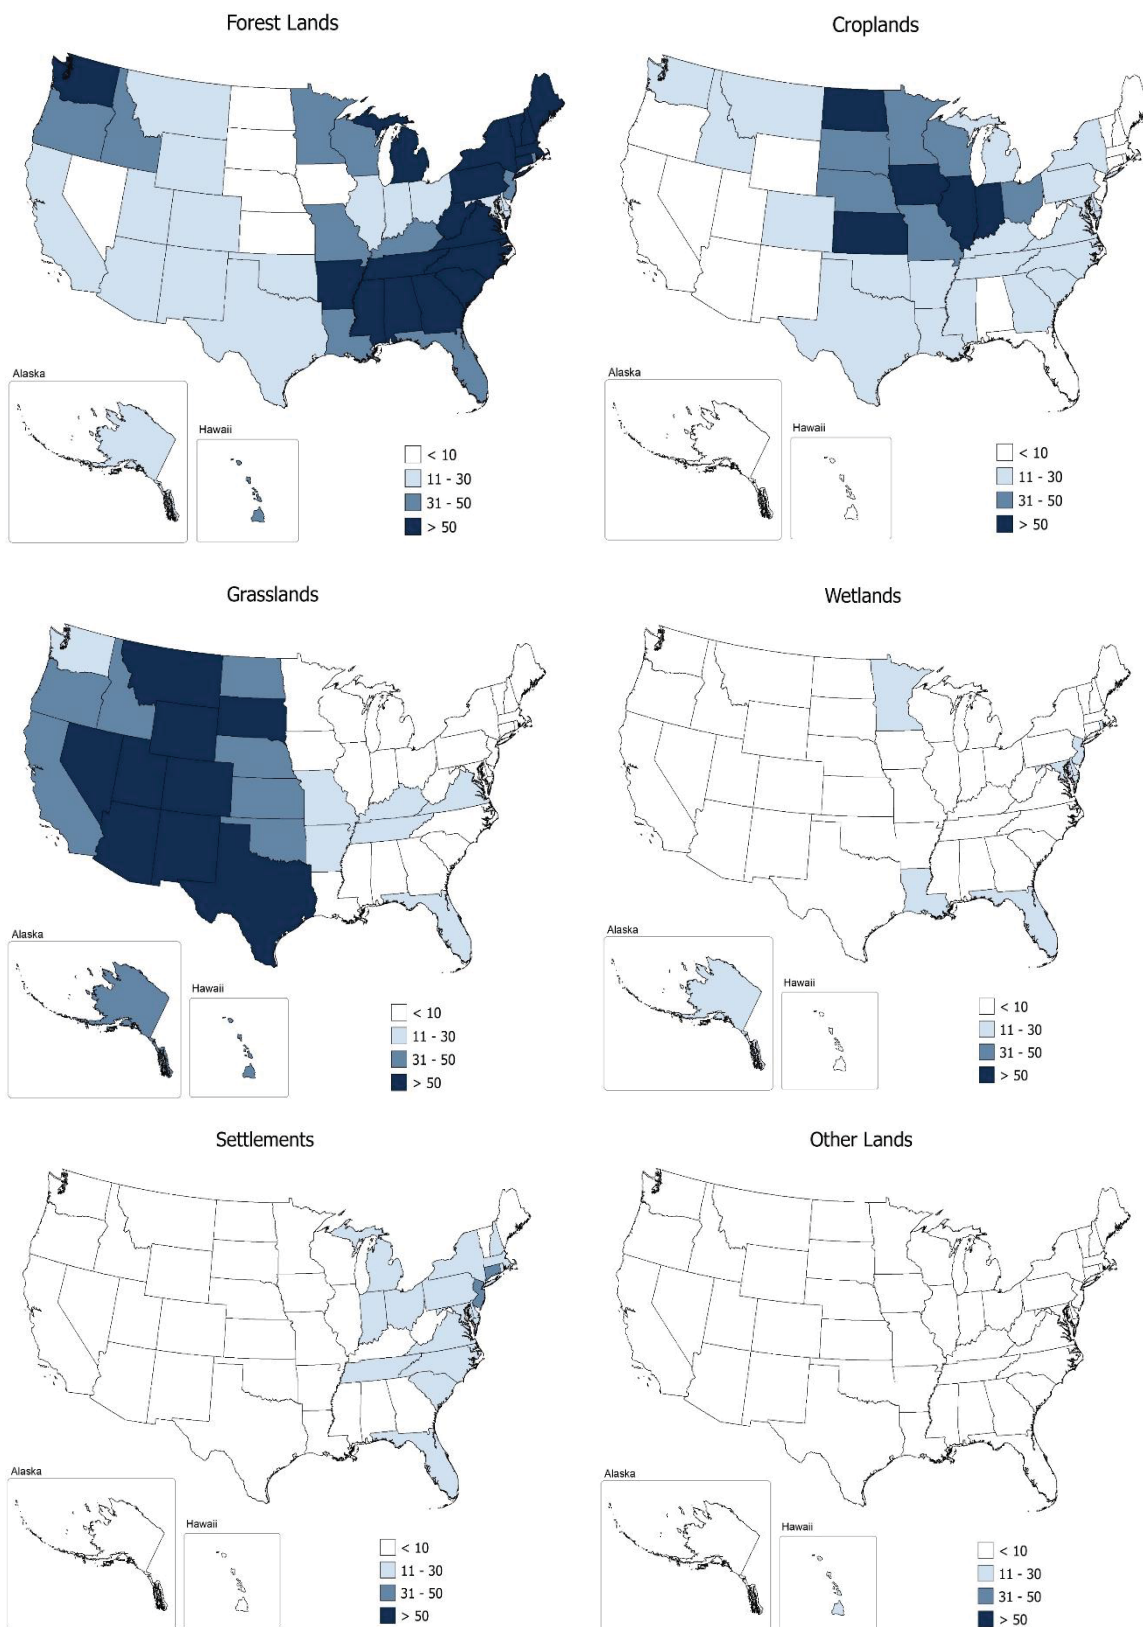 Forest Lands
Croplands
Alaska
Hawaii
< 10
11 - 30
31 - 50
> 50
Alaska
Hawaii
< 10
11 - 30
31 - 50
> 50
Grasslands
Wetlands
Alaska
Hawaii
< 10
11 - 30
31 - 50
> 50
Alaska
Hawaii
< 10
11 - 30
31 - 50
> 50
Settlements
Other Lands
Alaska
Hawaii
< 10
11 - 30
31 - 50
> 50
Alaska
Hawaii
< 10
11 - 30
31 - 50
> 50